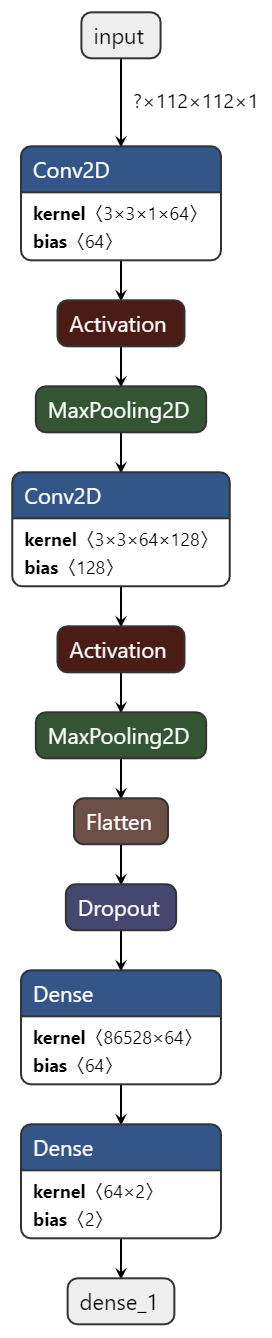 input
?×112×112×1
Conv2D
kernel〈3×3×1×64〉
bias〈64〉
Activation
MaxPooling2D
Conv2D
kernel〈3×3×64×128〉
bias〈128〉
Activation
MaxPooling2D
Flatten
Dropout
Dense
kernel〈86528×64〉
bias〈64〉
Dense
kernel〈64×2〉
bias〈2〉
dense_1